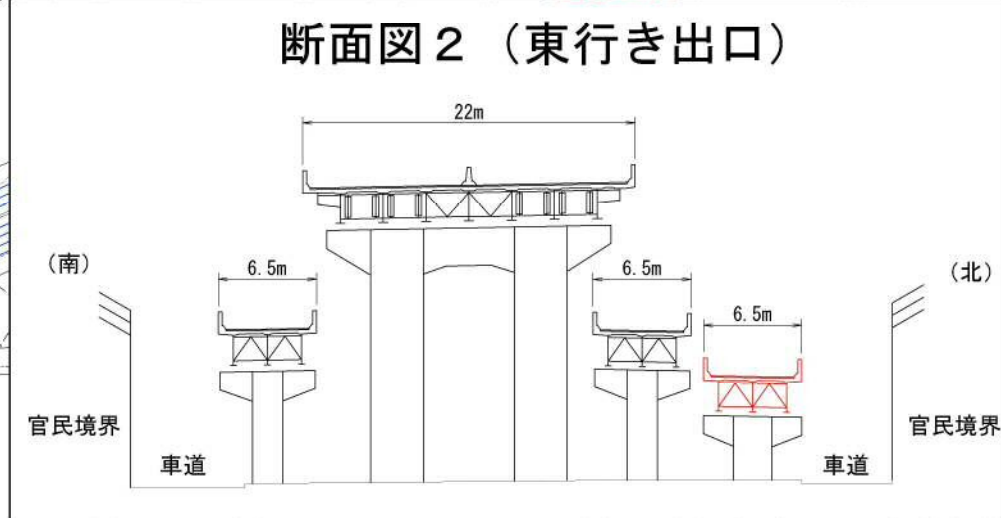 断面図２（東行き出口）
22m
（南）
6.5m
6.5m
（北）
6.5m
官民境界
官民境界
車道
車道